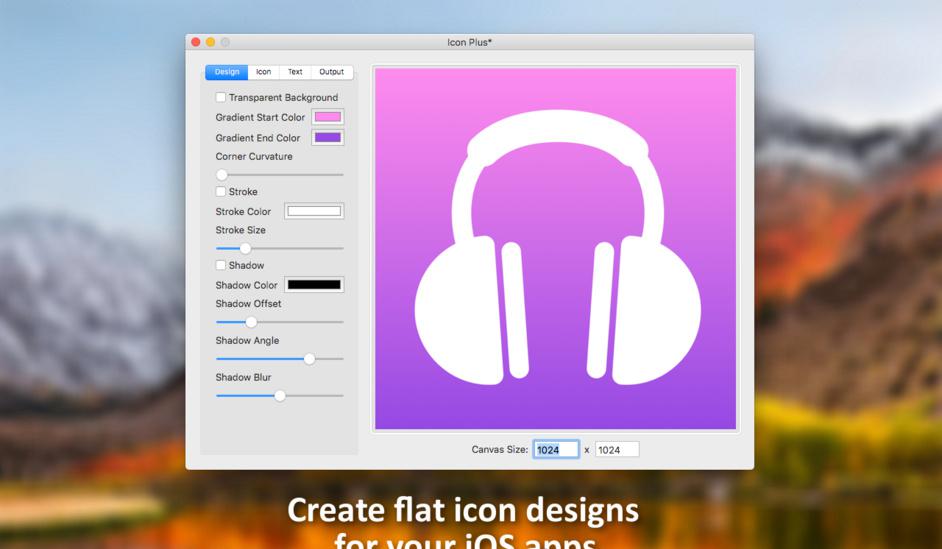 Icon Plus*
Design Icon Text Output
Transparent Background
Gradient Start Color
Gradient End Color
Corner Curvature
Stroke
Stroke Color
Stroke Size
Shadow
Shadow Color
Shadow Offset
Shadow Angle
Shadow Blur
Canvas Size: 1024 x 1024
Create flat icon designs
for your iOS apps